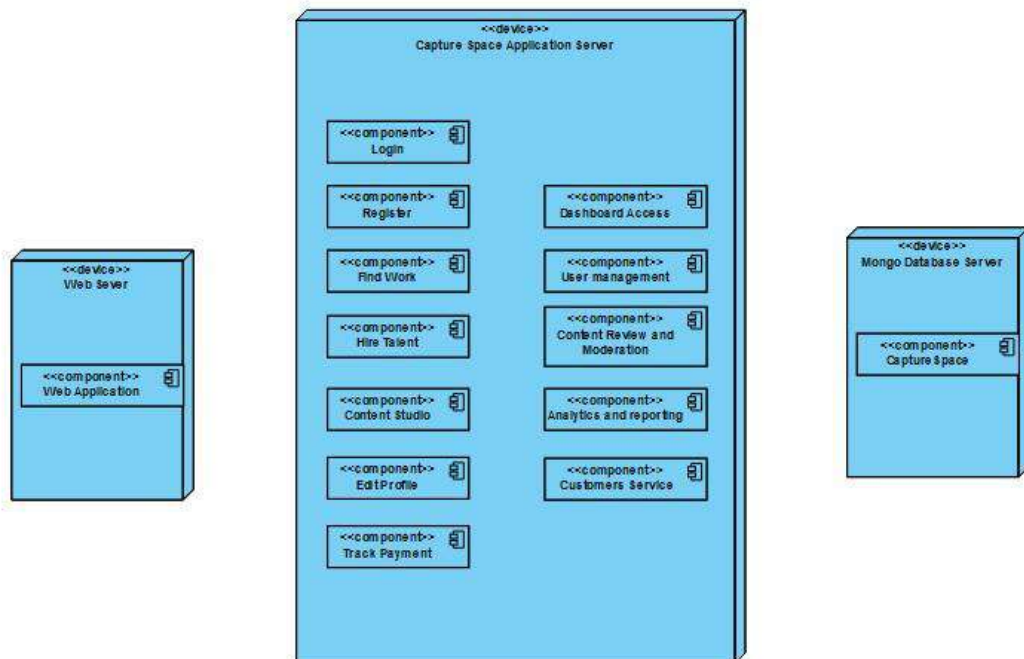 <<device>>
Capture Space Application Server
<<component>>
Login
<<component>>
Register
<<component>>
Find Work
<<component>>
Hire Talent
<<component>>
Content Studio
<<component>>
Edit Profile
<<component>>
Track Payment
<<component>>
Dashboard Access
<<component>>
User management
<<component>>
Content Review and
Moderation
<<component>>
Analytics and reporting
<<component>>
Customers Service
<<device>>
Web Sever
<<component>>
Web Application
<<device>>
Mongo Database Server
<<component>>
Capture Space